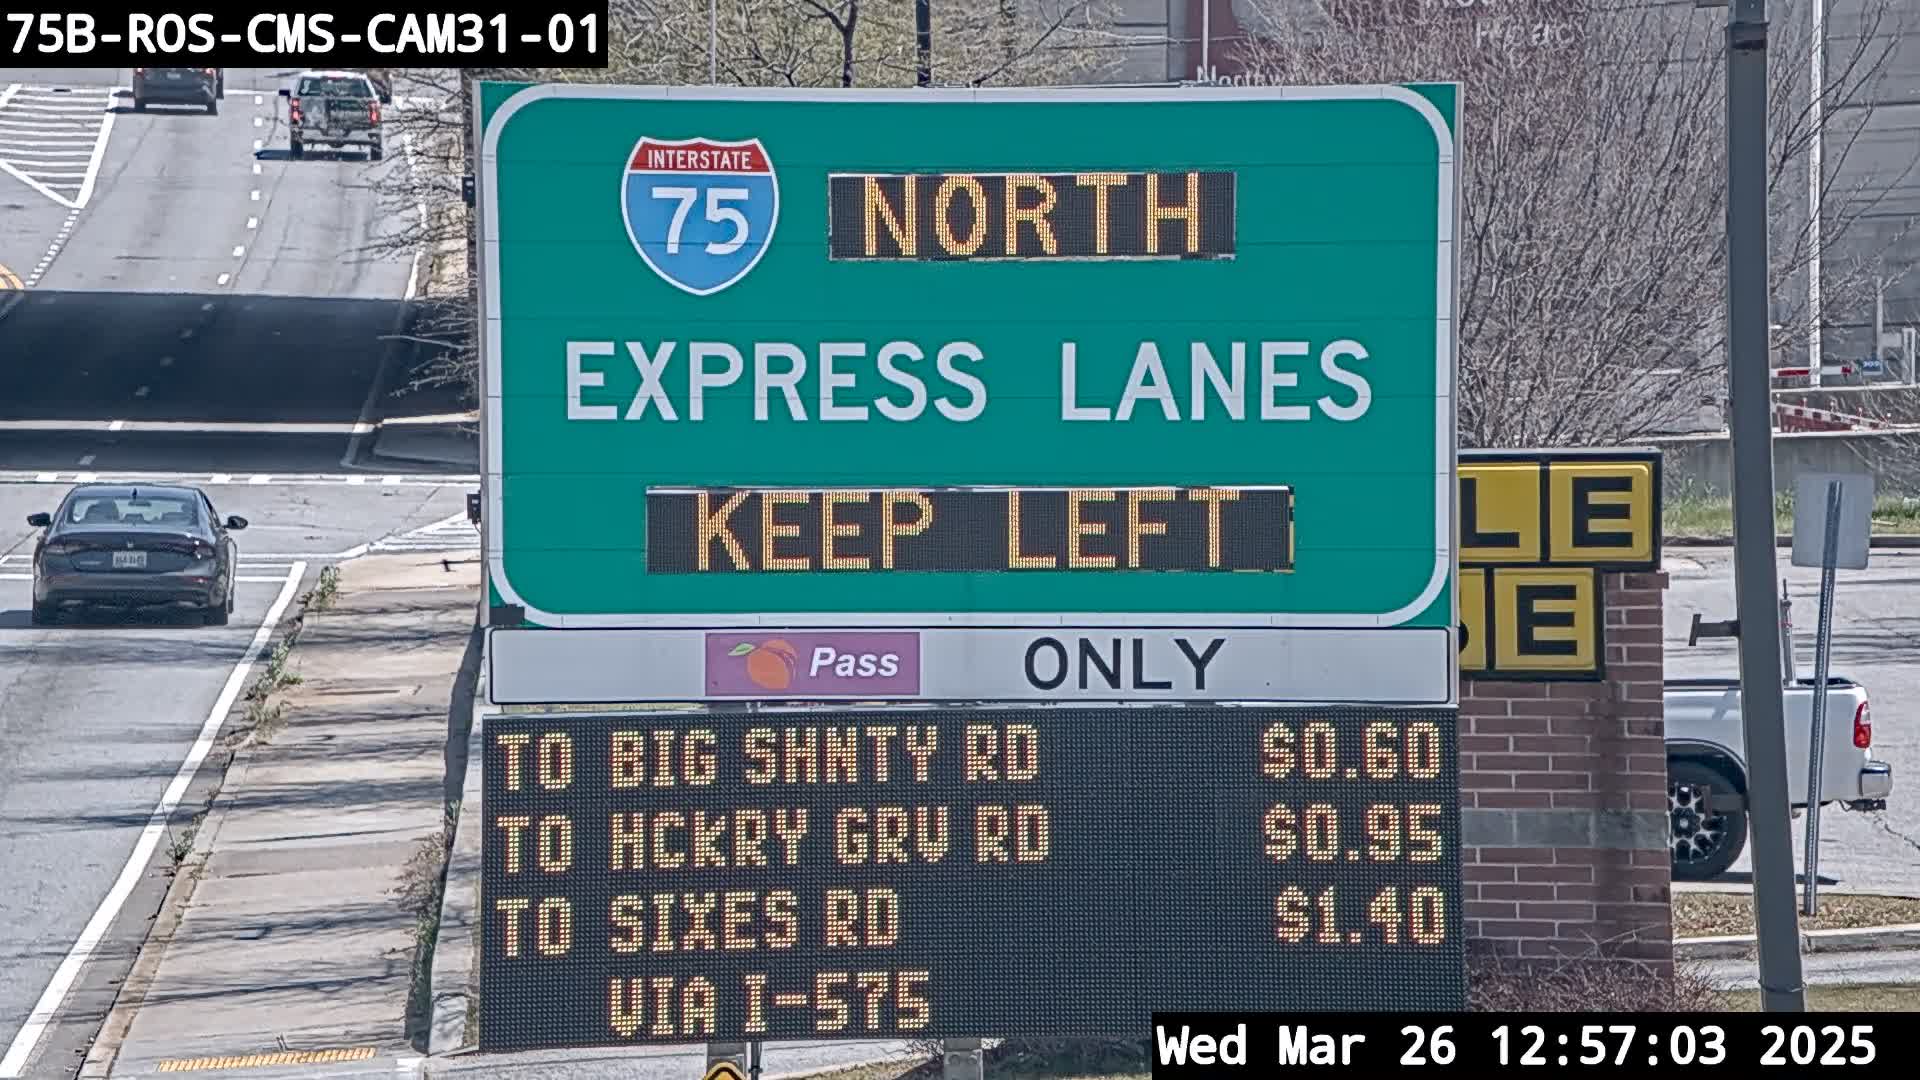 75B-ROS-CMS-CAM31-01
INTERSTATE
75
NORTH
EXPRESS LANES
KEEP LEFT
Pass ONLY
TO BIG SHNTY RD $0.60
TO HCKRY GRV RD $0.95
TO SIXES RD $1.40
VIA I-575
LE
E
Wed Mar 26 12:57:03 2025